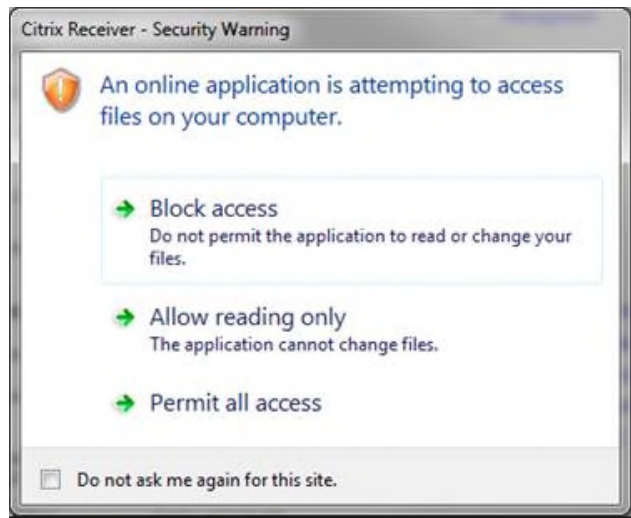 Citrix Receiver - Security Warning
An online application is attempting to access
files on your computer.
Block access
Do not permit the application to read or change your
files.
Allow reading only
The application cannot change files.
Permit all access
Do not ask me again for this site.